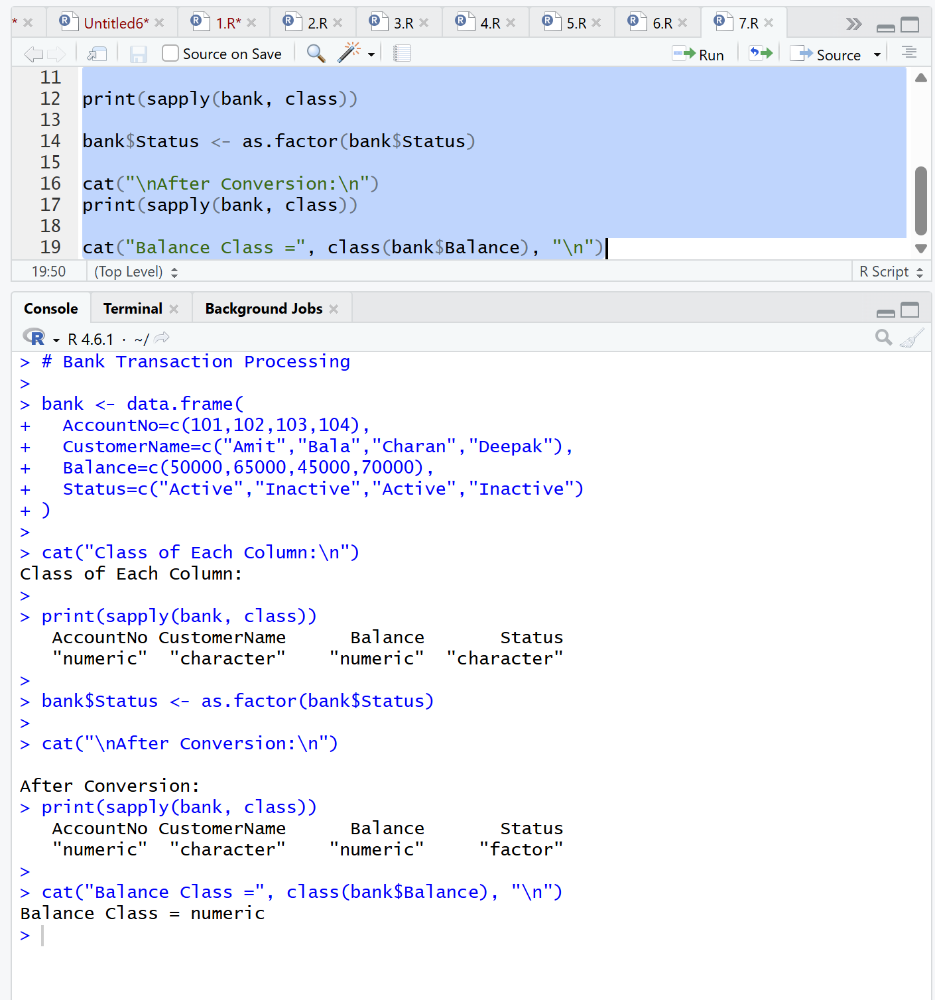 * Untitled6* 1.R* 2.R 3.R 4.R 5.R 6.R 7.R
Source on Save Run Source
11
12 print(sapply(bank, class))
13
14 bank$Status <- as.factor(bank$Status)
15
16 cat("\nAfter Conversion:\n")
17 print(sapply(bank, class))
18
19 cat("Balance Class =", class(bank$Balance), "\n")
19:50 (Top Level) R Script
Console Terminal Background Jobs
R R 4.6.1 · ~/
> # Bank Transaction Processing
>
> bank <- data.frame(
+   AccountNo=c(101,102,103,104),
+   CustomerName=c("Amit","Bala","Charan","Deepak"),
+   Balance=c(50000,65000,45000,70000),
+   Status=c("Active","Inactive","Active","Inactive")
+ )
>
> cat("Class of Each Column:\n")
Class of Each Column:
>
> print(sapply(bank, class))
   AccountNo CustomerName      Balance       Status
   "numeric"  "character"    "numeric"  "character"
>
> bank$Status <- as.factor(bank$Status)
>
> cat("\nAfter Conversion:\n")

After Conversion:
> print(sapply(bank, class))
   AccountNo CustomerName      Balance       Status
   "numeric"  "character"    "numeric"     "factor"
>
> cat("Balance Class =", class(bank$Balance), "\n")
Balance Class = numeric
>